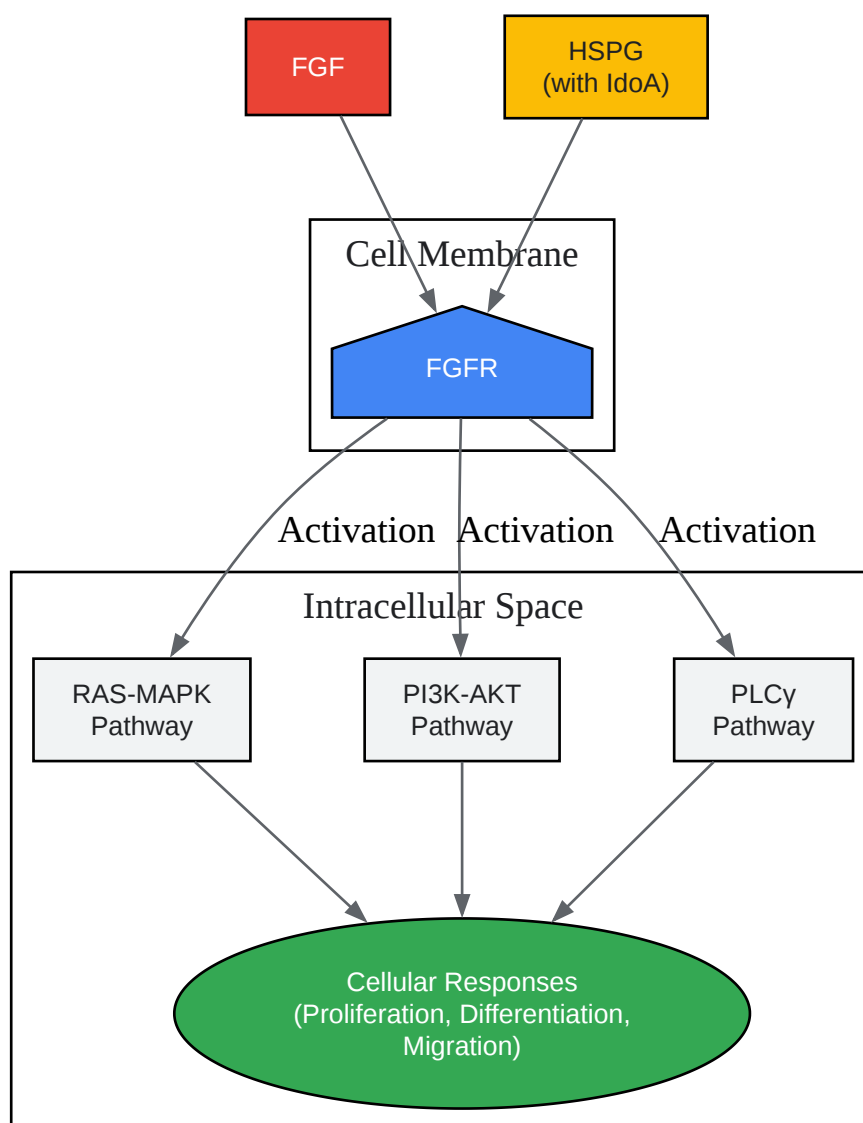 FGF
HSPG
(with IdoA)
Cell Membrane
FGFR
Activation
Activation
Activation
Intracellular Space
RAS-MAPK
Pathway
PI3K-AKT
Pathway
PLCγ
Pathway
Cellular Responses
(Proliferation, Differentiation,
Migration)